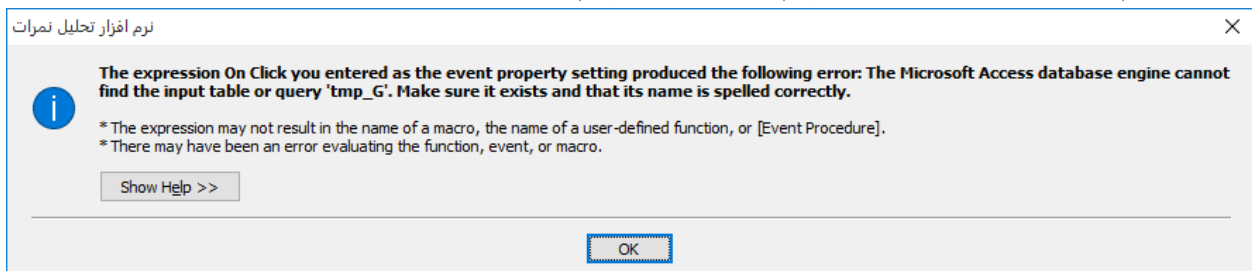 نرم افزار تحلیل نمرات
The expression On Click you entered as the event property setting produced the following error: The Microsoft Access database engine cannot
find the input table or query 'tmp_G'. Make sure it exists and that its name is spelled correctly.
* The expression may not result in the name of a macro, the name of a user-defined function, or [Event Procedure].
* There may have been an error evaluating the function, event, or macro.
Show Help >>
OK